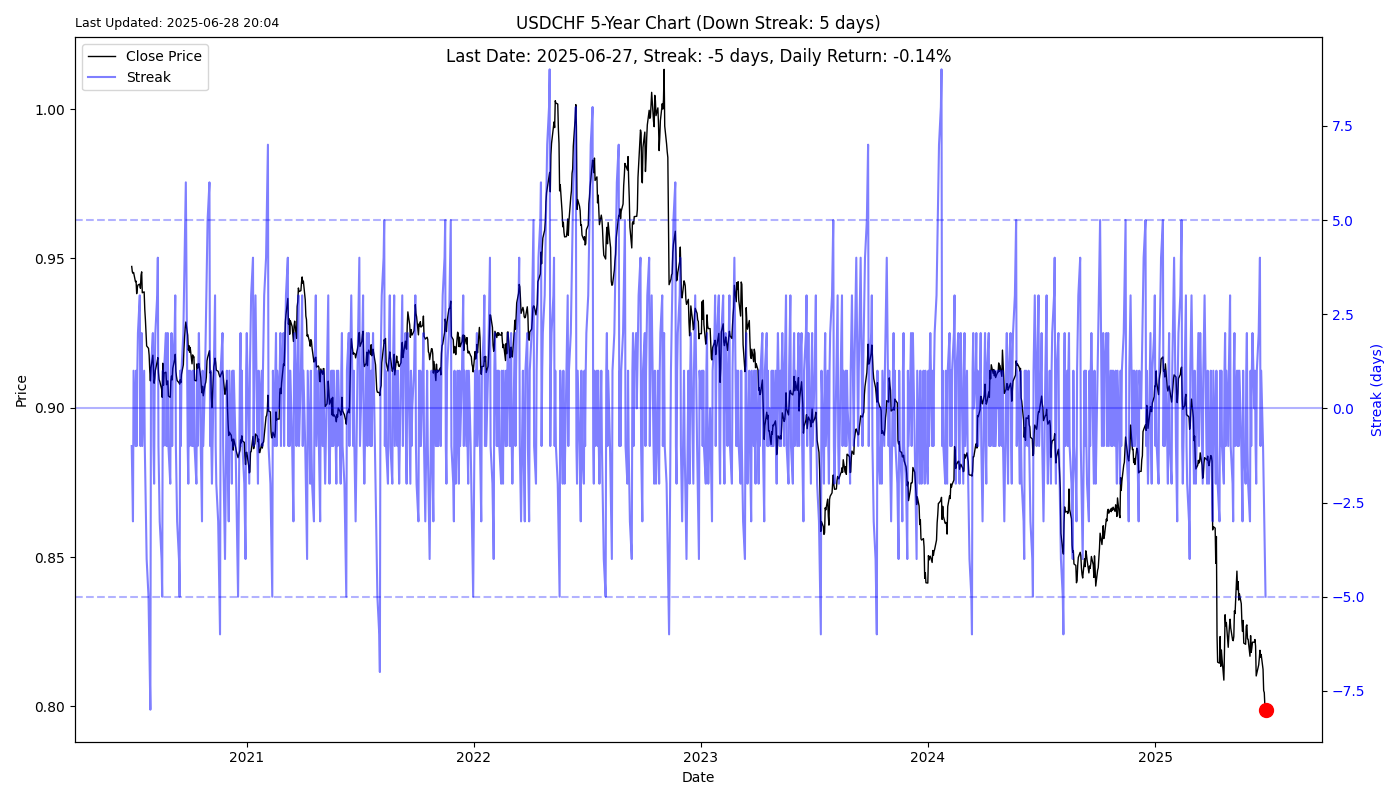 Last Updated: 2025-06-28 20:04
USDCHF 5-Year Chart (Down Streak: 5 days)
Last Date: 2025-06-27, Streak: -5 days, Daily Return: -0.14%
Close Price
Streak
Price
1.00
0.95
0.90
0.85
0.80
7.5
5.0
2.5
0.0
−2.5
−5.0
−7.5
Streak (days)
2021
2022
2023
2024
2025
Date